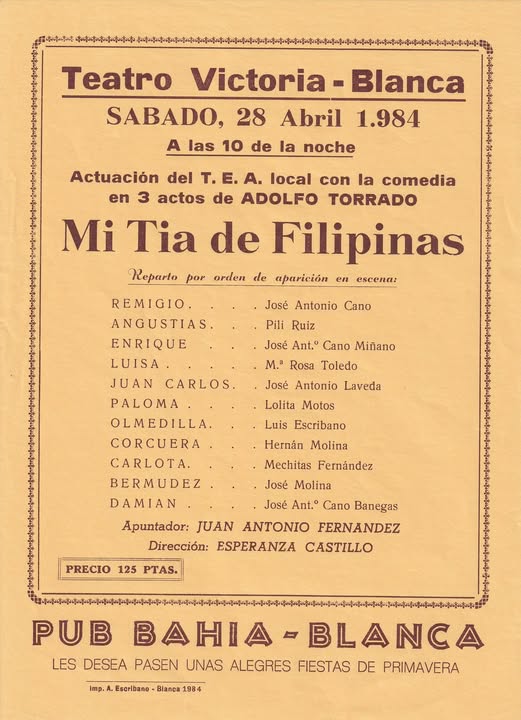 Teatro Victoria - Blanca
SABADO, 28 Abril 1.984
A las 10 de la noche
Actuación del T. E. A. local con la comedia
en 3 actos de ADOLFO TORRADO
Mi Tia de Filipinas
Reparto por orden de aparición en escena:
REMIGIO. . . . José Antonio Cano
ANGUSTIAS. . . Pili Ruiz
ENRIQUE . . . José Ant.º Cano Miñano
LUISA . . . . . M.ª Rosa Toledo
JUAN CARLOS. . José Antonio Laveda
PALOMA . . . . Lolita Motos
OLMEDILLA. . . Luis Escribano
CORCUERA . . . Hernán Molina
CARLOTA. . . . Mechitas Fernández
BERMUDEZ . . . José Molina
DAMIAN . . . . José Ant.º Cano Banegas
Apuntador: JUAN ANTONIO FERNANDEZ
Dirección: ESPERANZA CASTILLO
PRECIO 125 PTAS.
PUB BAHIA - BLANCA
LES DESEA PASEN UNAS ALEGRES FIESTAS DE PRIMAVERA
Imp. A. Escribano - Blanca 1984